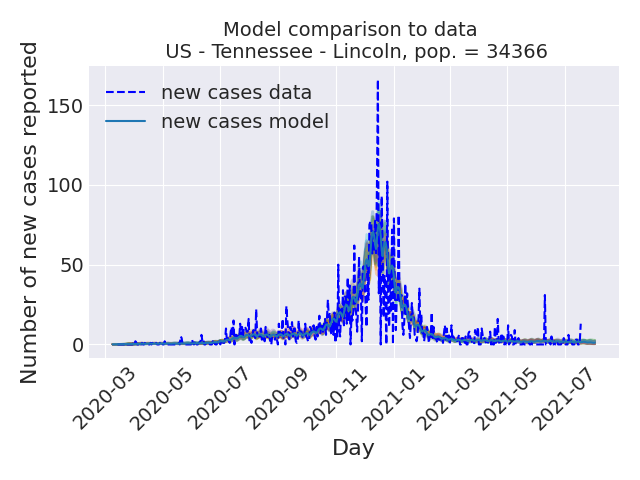 Model comparison to data
US - Tennessee - Lincoln, pop. = 34366
Number of new cases reported
new cases data
new cases model
150
100
50
0
2020-03
2020-05
2020-07
2020-09
2020-11
2021-01
2021-03
2021-05
2021-07
Day